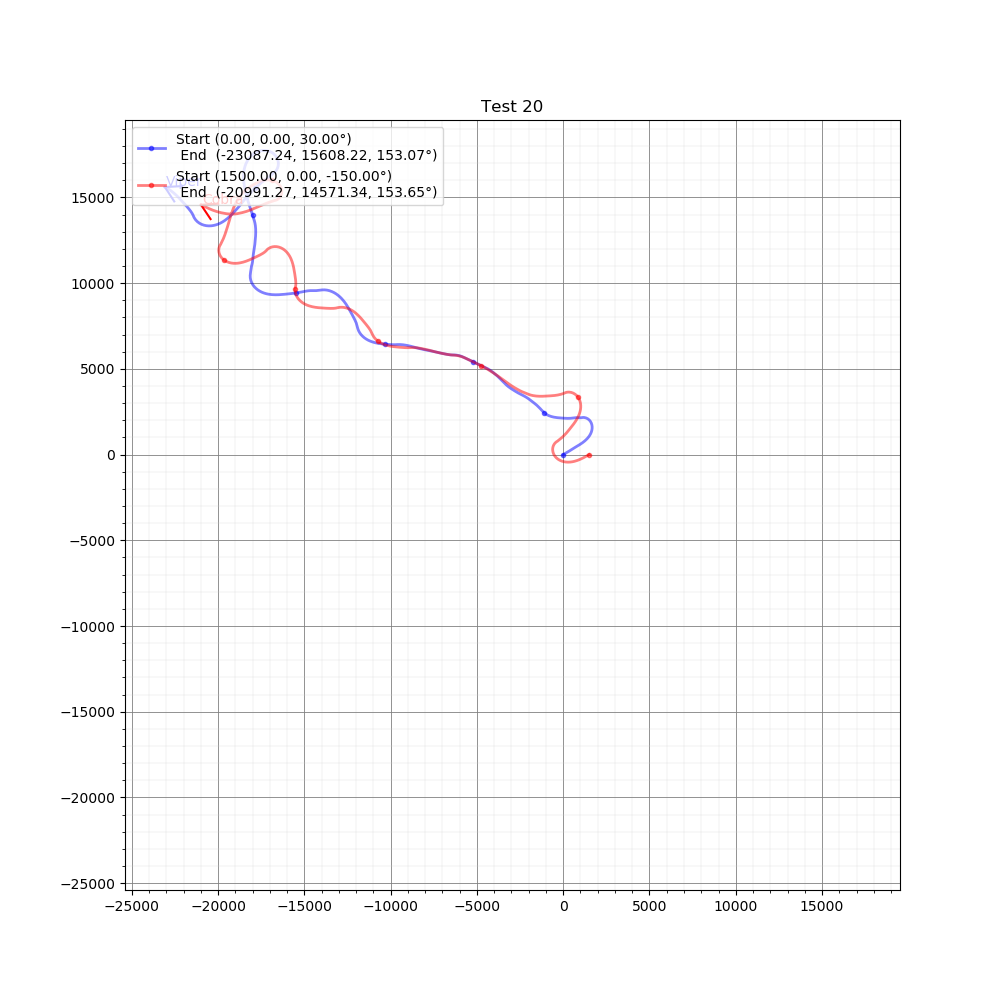 Test 20
Start (0.00, 0.00, 30.00°)
End (-23087.24, 15608.22, 153.07°)
Start (1500.00, 0.00, -150.00°)
End (-20991.27, 14571.34, 153.65°)
15000
10000
5000
0
−5000
−10000
−15000
−20000
−25000
−25000 −20000 −15000 −10000 −5000 0 5000 10000 15000